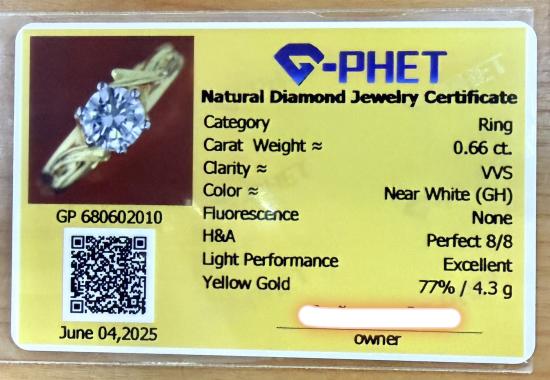 G-PHET
Natural Diamond Jewelry Certificate
Category Ring
Carat Weight ≈ 0.66 ct.
Clarity ≈ VVS
Color ≈ Near White (GH)
Fluorescence None
H&A Perfect 8/8
Light Performance Excellent
Yellow Gold 77% / 4.3 g
owner
GP 680602010
June 04,2025